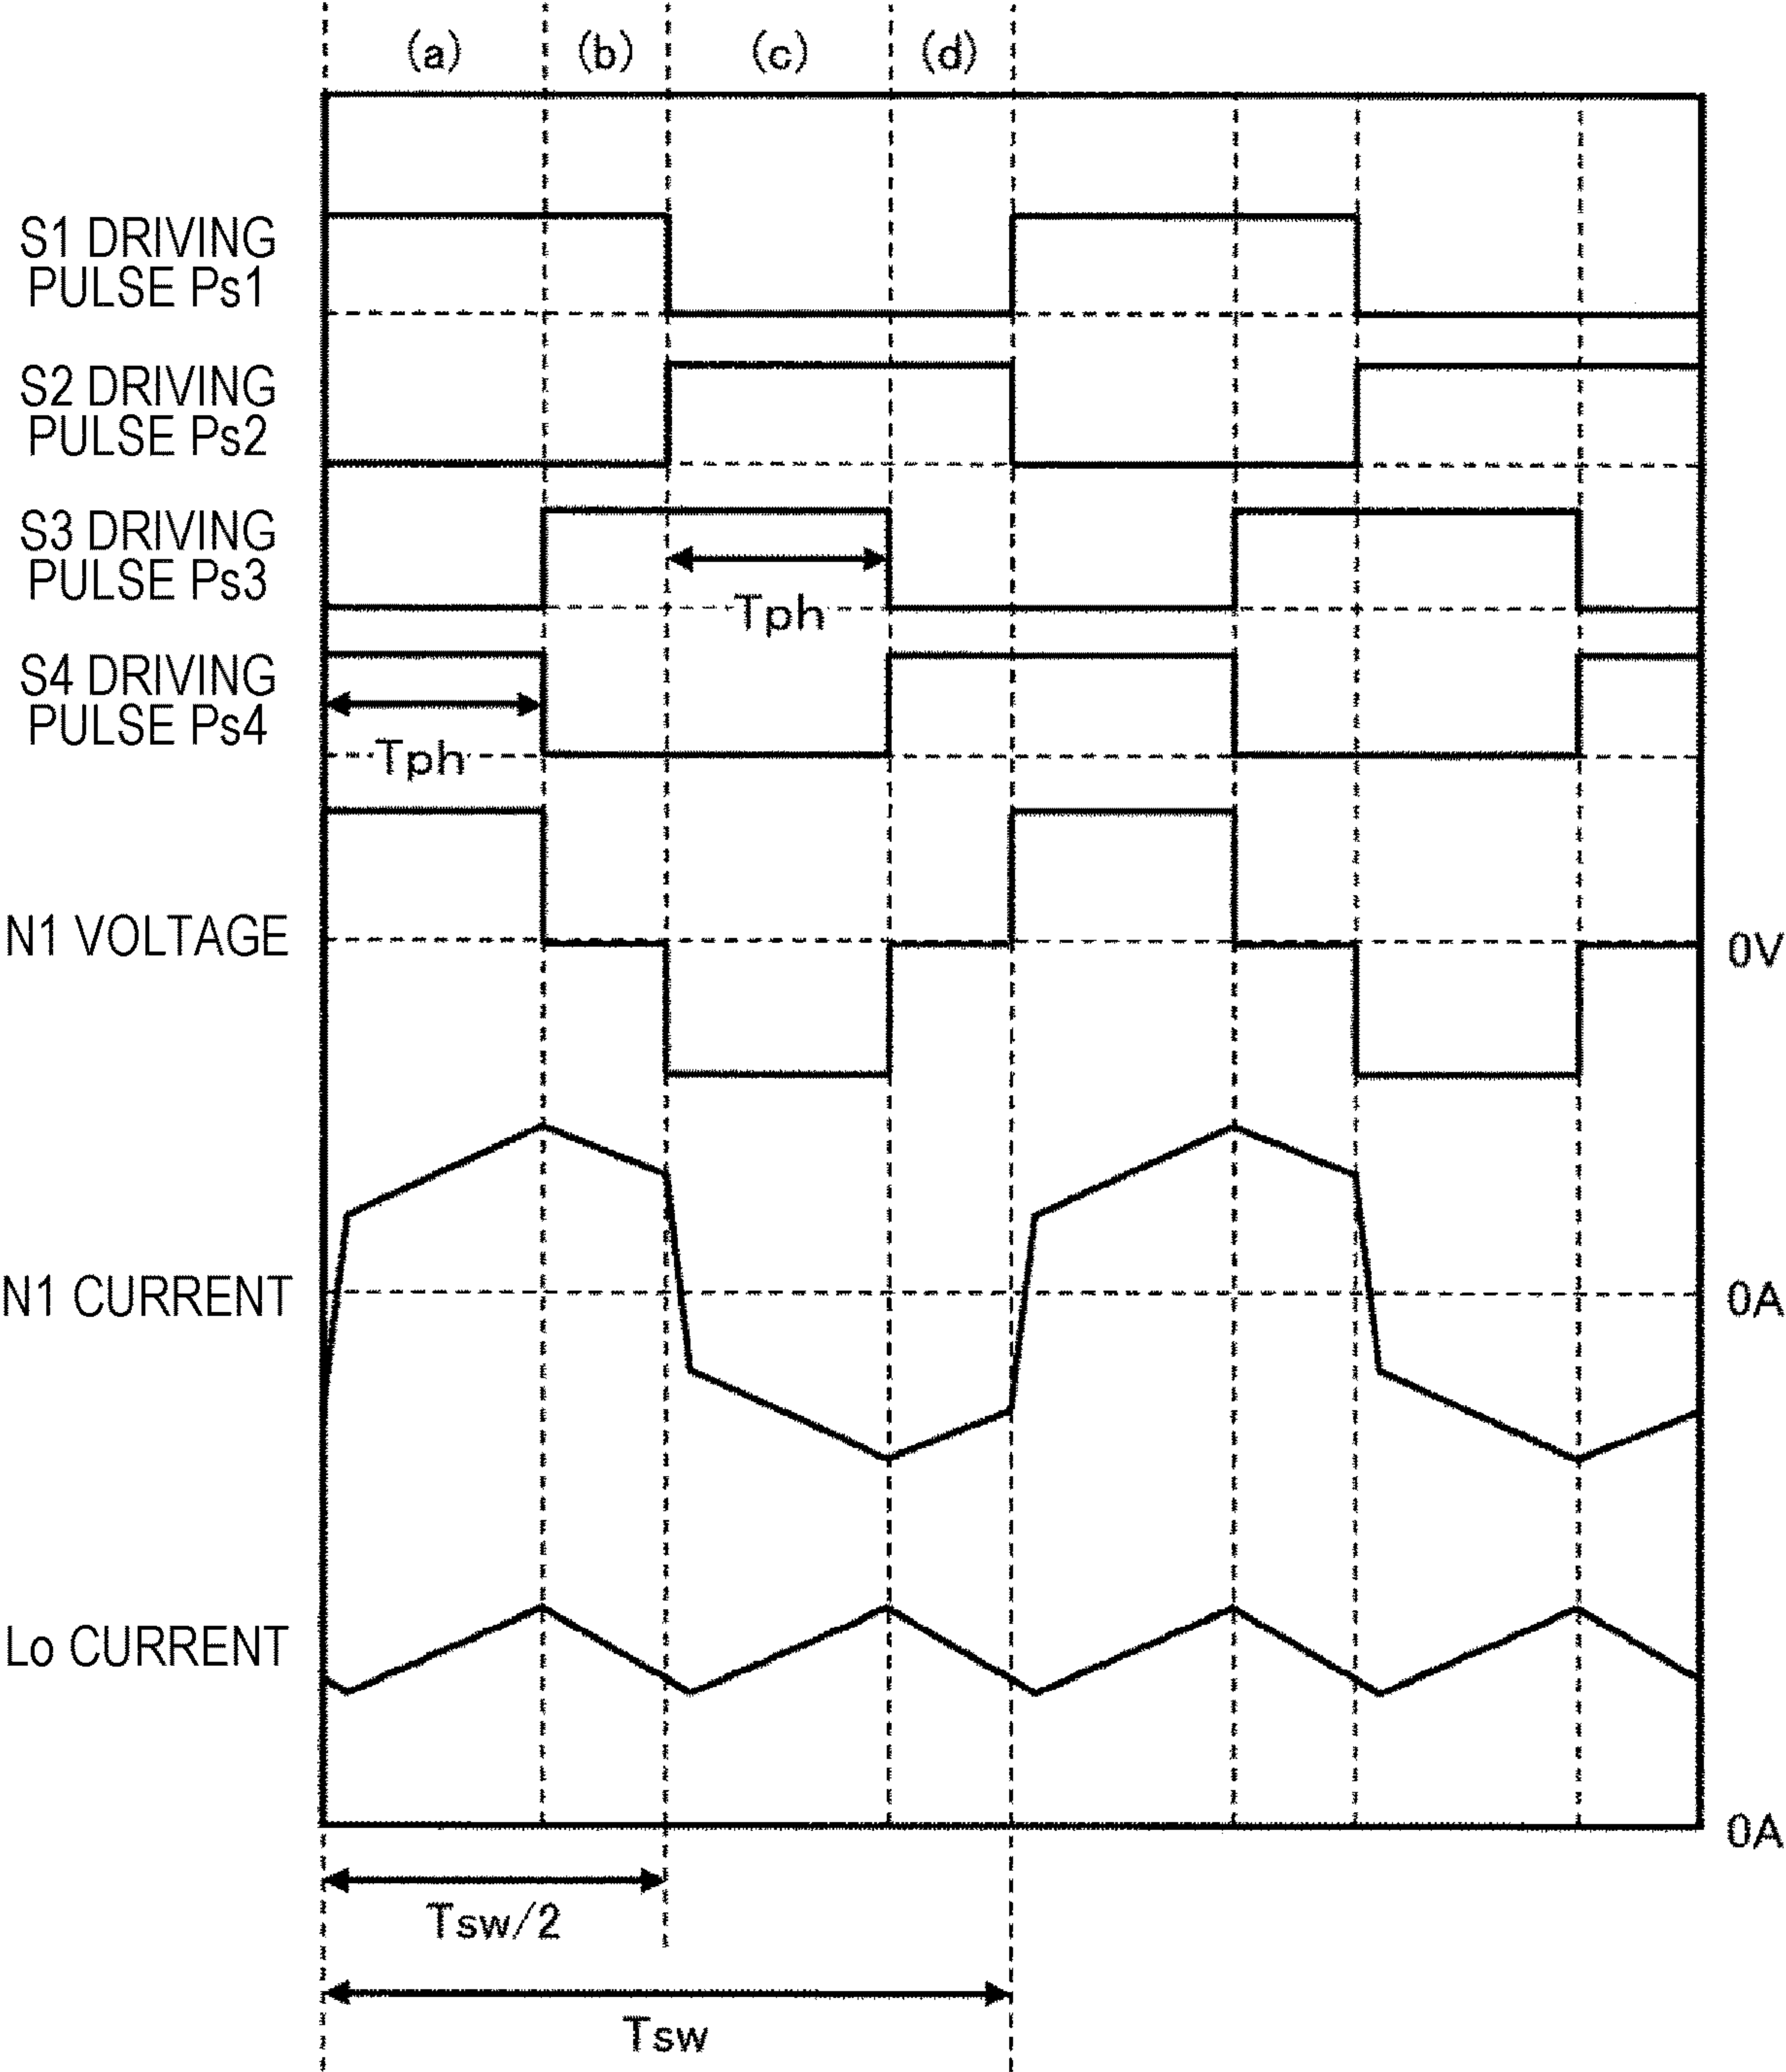 (a) (b) (c) (d)
S1 DRIVING
PULSE Ps1
S2 DRIVING
PULSE Ps2
S3 DRIVING
PULSE Ps3
Tph
S4 DRIVING
PULSE Ps4
Tph
N1 VOLTAGE
0V
N1 CURRENT
0A
Lo CURRENT
0A
Tsw/2
Tsw